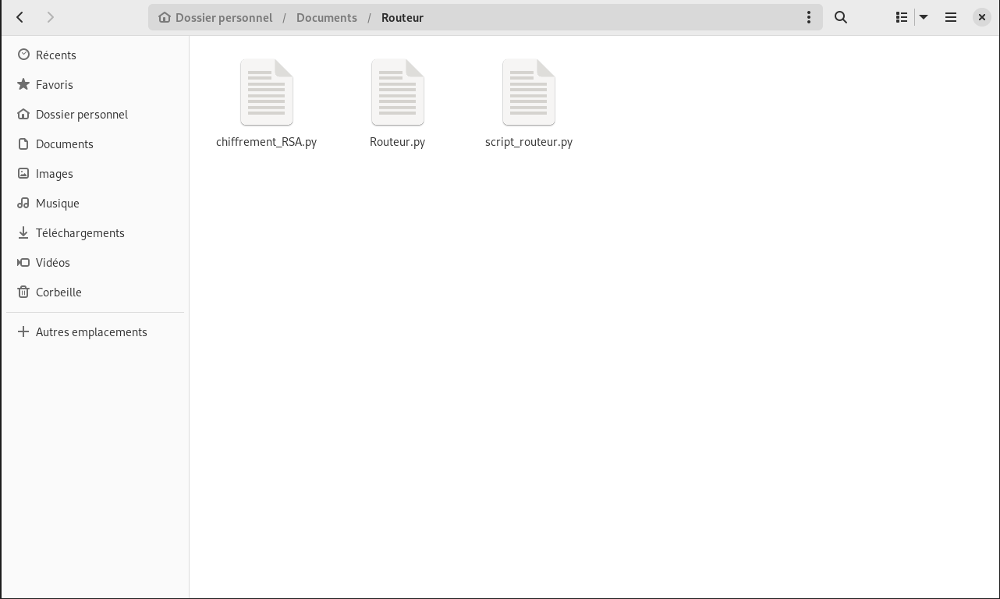 Dossier personnel / Documents / Routeur
Récents
Favoris
Dossier personnel
Documents
Images
Musique
Téléchargements
Vidéos
Corbeille
Autres emplacements
chiffrement_RSA.py
Routeur.py
script_routeur.py